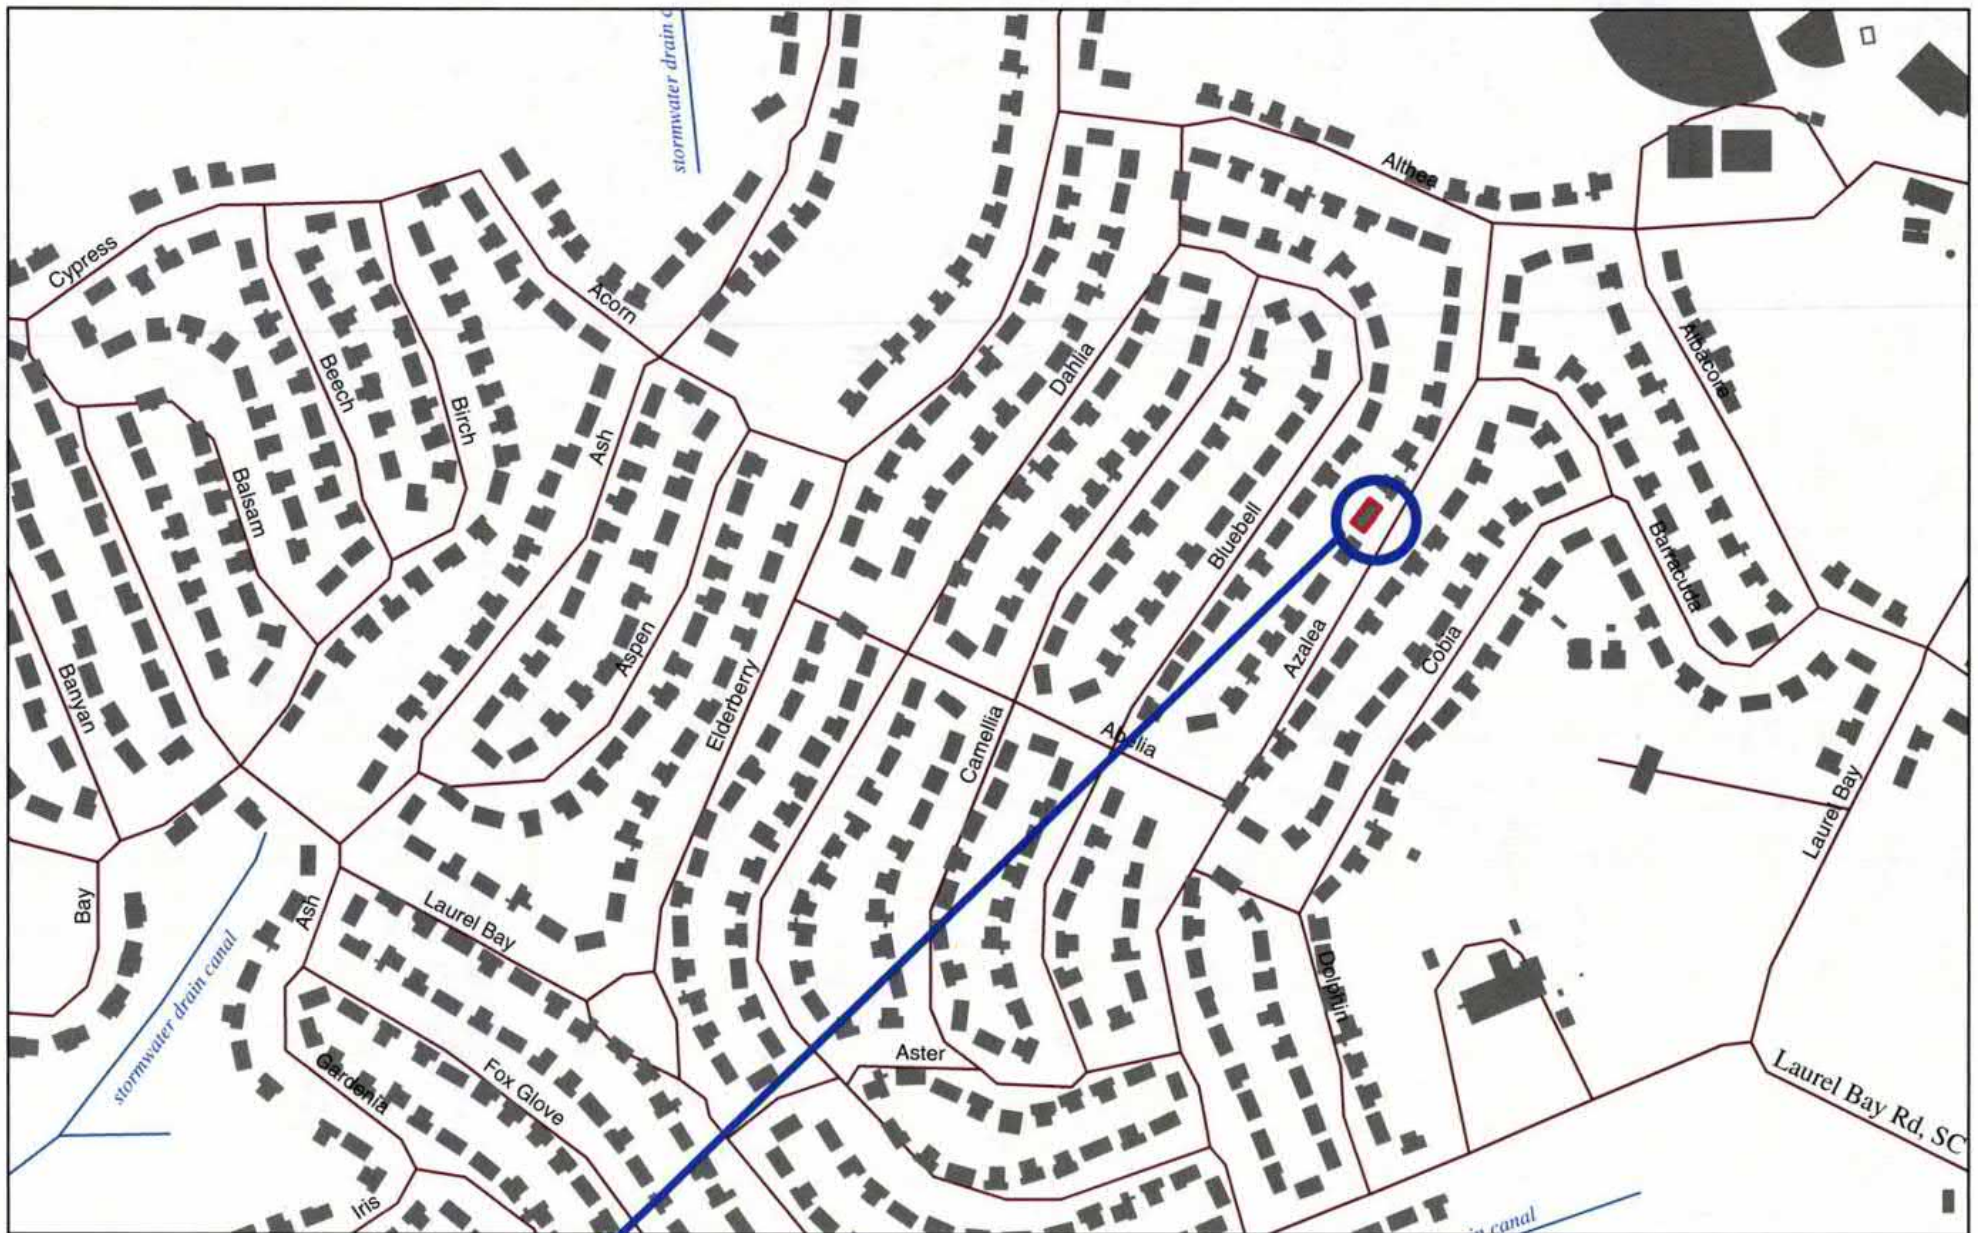 stormwater drain c
Althea
Cypress
Acorn
Albacore
Dahlia
Beech
Birch
Ash
Balsam
Bluebell
Barracuda
Banyan
Aspen
Azalea
Cobia
Elderberry
Camellia
Abelia
Laurel Bay
Bay
Ash
Laurel Bay
stormwater drain canal
Dolphin
Aster
Gardenia
Fox Glove
Laurel Bay Rd, SC
Iris
in canal